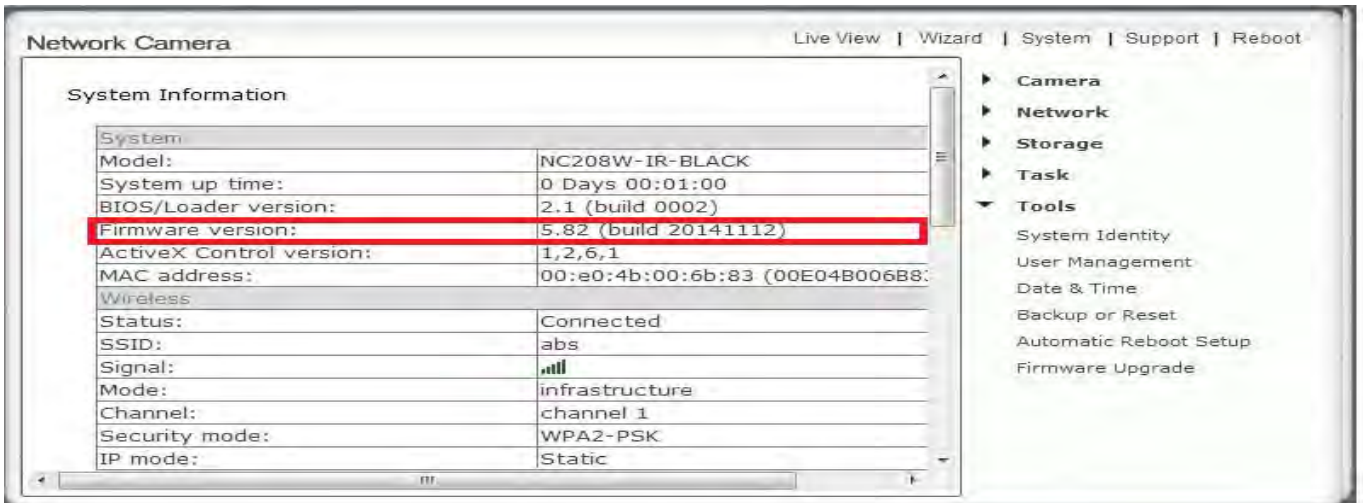 Network Camera
Live View | Wizard | System | Support | Reboot
System Information
System
Model: NC208W-IR-BLACK
System up time: 0 Days 00:01:00
BIOS/Loader version: 2.1 (build 0002)
Firmware version: 5.82 (build 20141112)
ActiveX Control version: 1,2,6,1
MAC address: 00:e0:4b:00:6b:83 (00E04B006B8
Wireless
Status: Connected
SSID: abs
Signal:
Mode: infrastructure
Channel: channel 1
Security mode: WPA2-PSK
IP mode: Static
Camera
Network
Storage
Task
Tools
System Identity
User Management
Date & Time
Backup or Reset
Automatic Reboot Setup
Firmware Upgrade